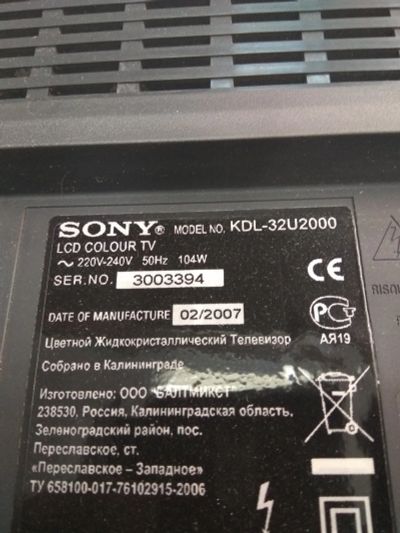 SONY® MODEL NO. KDL-32U2000
LCD COLOUR TV
~ 220V-240V 50Hz 104W
SER.NO. 3003394
CE
DATE OF MANUFACTURE 02/2007
РСТ
АЯ19
Цветной Жидкокристаллический Телевизор
Собрано в Калининграде
Изготовлено: ООО "БАЛТМИКСТ"
238530, Россия, Калининградская область,
Зеленоградский район, пос.
Переславское, ст.
«Переславское – Западное»
ТУ 658100-017-76102915-2006